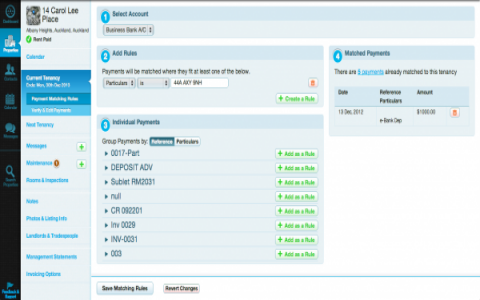 Dashboard
Properties
Contacts
Calendar
Messages
Search Properties
Feedback & Support
14 Carol Lee Place
Albany Heights, Auckland, Auckland
Rent Paid
Calendar
Current Tenancy
Ends: Mon, 30th Dec 2013
Payment Matching Rules
Verify & Edit Payments
Next Tenancy
Messages
Maintenance
Rooms & Inspections
Notes
Photos & Listing Info
Landlords & Tradespeople
Management Statements
Invoicing Options
1 Select Account
Business Bank A/C
2 Add Rules
Payments will be matched where they fit at least one of the below.
Particulars is 44A AKY BNH
+ Create a Rule
3 Individual Payments
Group Payments by: Reference Particulars
0017-Part + Add as a Rule
DEPOSIT ADV + Add as a Rule
Sublet RM2031 + Add as a Rule
null + Add as a Rule
CR 092201 + Add as a Rule
Inv 0029 + Add as a Rule
INV-0031 + Add as a Rule
003 + Add as a Rule
Save Matching Rules Revert Changes
4 Matched Payments
There are 5 payments already matched to this tenancy
Date Reference Particulars Amount
13 Dec, 2012 e-Bank Dep $1000.00